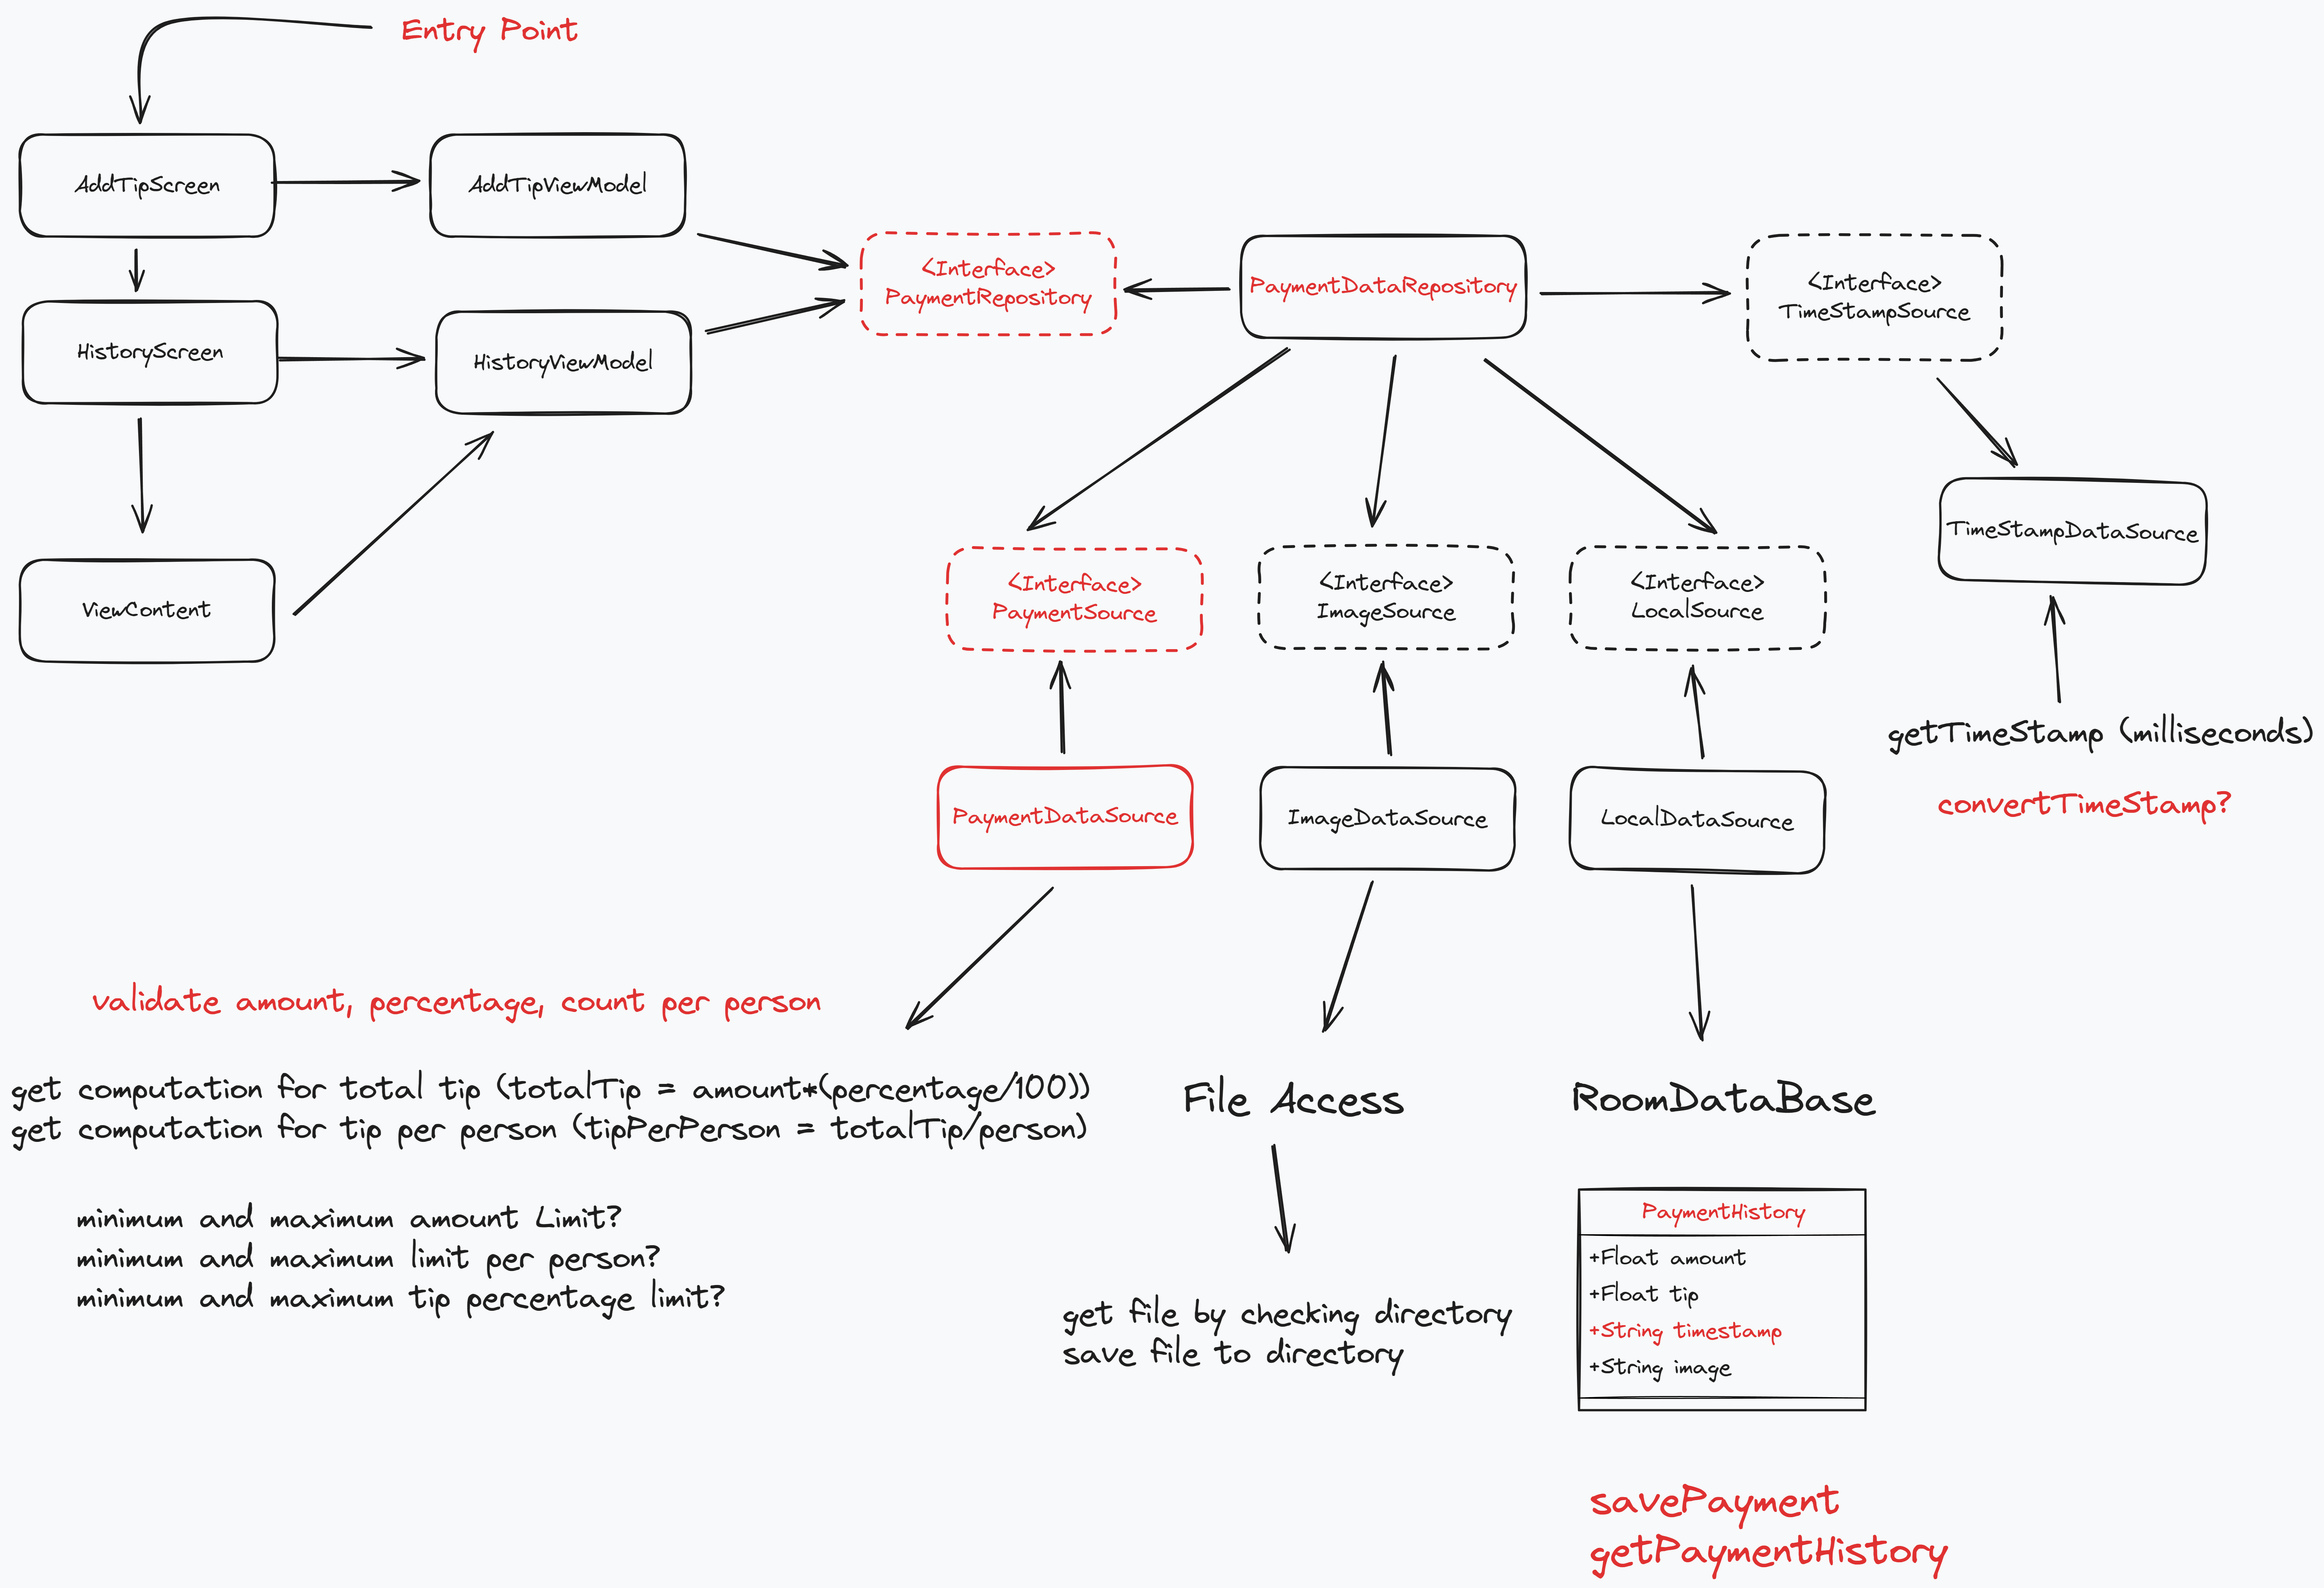 Entry Point
AddTipScreen
AddTipViewModel
<Interface>
PaymentRepository
PaymentDataRepository
<Interface>
TimeStampSource
HistoryScreen
HistoryViewModel
ViewContent
<Interface>
PaymentSource
<Interface>
ImageSource
<Interface>
LocalSource
TimeStampDataSource
getTimeStamp (milliseconds)
convertTimeStamp?
PaymentDataSource
ImageDataSource
LocalDataSource
validate amount, percentage, count per person
get computation for total tip (totalTip = amount*(percentage/100))
get computation for tip per person (tipPerPerson = totalTip/person)
minimum and maximum amount Limit?
minimum and maximum limit per person?
minimum and maximum tip percentage limit?
File Access
get file by checking directory
save file to directory
RoomDataBase
PaymentHistory
+Float amount
+Float tip
+String timestamp
+String image
savePayment
getPaymentHistory